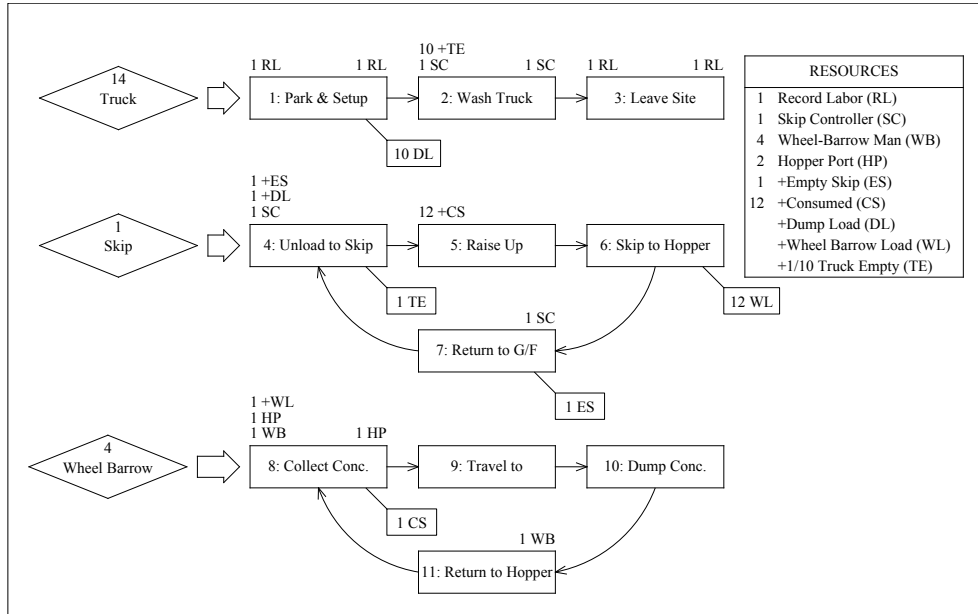 14
Truck
10 +TE
1 RL 1 RL 1 SC 1 SC 1 RL 1 RL
1: Park & Setup
2: Wash Truck
3: Leave Site
10 DL
1
Skip
1 +ES
1 +DL
1 SC
12 +CS
4: Unload to Skip
5: Raise Up
6: Skip to Hopper
1 TE
12 WL
1 SC
7: Return to G/F
1 ES
4
Wheel Barrow
1 +WL
1 HP
1 WB 1 HP
8: Collect Conc.
9: Travel to
10: Dump Conc.
1 CS
1 WB
11: Return to Hopper
RESOURCES
1 Record Labor (RL)
1 Skip Controller (SC)
4 Wheel-Barrow Man (WB)
2 Hopper Port (HP)
1 +Empty Skip (ES)
12 +Consumed (CS)
+Dump Load (DL)
+Wheel Barrow Load (WL)
+1/10 Truck Empty (TE)